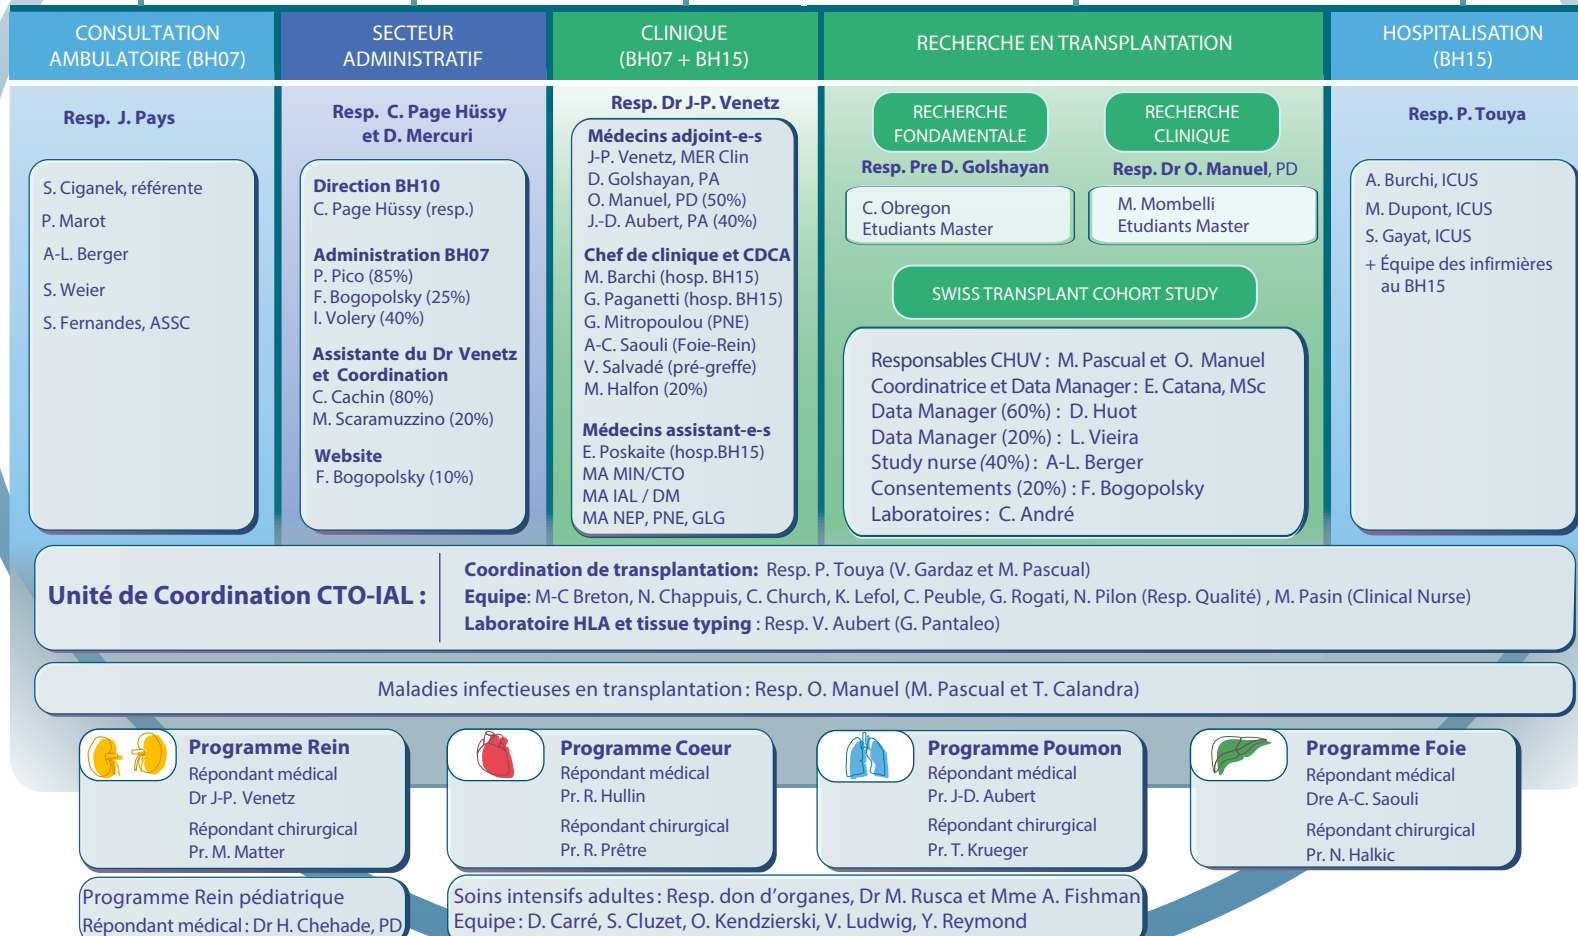 CONSULTATION
AMBULATOIRE (BH07)
Resp. J. Pays
S. Ciganek, référente
P. Marot
A-L. Berger
S. Weier
S. Fernandes, ASSC
SECTEUR
ADMINISTRATIF
Resp. C. Page Hüssy
et D. Mercuri
Direction BH10
C. Page Hüssy (resp.)
Administration BH07
P. Pico (85%)
F. Bogopolsky (25%)
I. Volery (40%)
Assistante du Dr Venetz
et Coordination
C. Cachin (80%)
M. Scaramuzzino (20%)
Website
F. Bogopolsky (10%)
CLINIQUE
(BH07 + BH15)
Resp. Dr J-P. Venetz
Médecins adjoint-e-s
J-P. Venetz, MER Clin
D. Golshayan, PA
O. Manuel, PD (50%)
J.-D. Aubert, PA (40%)
Chef de clinique et CDCA
M. Barchi (hosp. BH15)
G. Paganetti (hosp. BH15)
G. Mitropoulou (PNE)
A-C. Saouli (Foie-Rein)
V. Salvadé (pré-greffe)
M. Halfon (20%)
Médecins assistant-e-s
E. Poskaite (hosp.BH15)
MA MIN/CTO
MA IAL / DM
MA NEP, PNE, GLG
RECHERCHE EN TRANSPLANTATION
RECHERCHE
FONDAMENTALE
Resp. Pre D. Golshayan
C. Obregon
Etudiants Master
RECHERCHE
CLINIQUE
Resp. Dr O. Manuel, PD
M. Mombelli
Etudiants Master
SWISS TRANSPLANT COHORT STUDY
Responsables CHUV : M. Pascual et O. Manuel
Coordinatrice et Data Manager : E. Catana, MSc
Data Manager (60%) : D. Huot
Data Manager (20%) : L. Vieira
Study nurse (40%) : A-L. Berger
Consentements (20%) : F. Bogopolsky
Laboratoires : C. André
HOSPITALISATION
(BH15)
Resp. P. Touya
A. Burchi, ICUS
M. Dupont, ICUS
S. Gayat, ICUS
+ Équipe des infirmières
au BH15
Unité de Coordination CTO-IAL :
Coordination de transplantation: Resp. P. Touya (V. Gardaz et M. Pascual)
Equipe: M-C Breton, N. Chappuis, C. Church, K. Lefol, C. Peuble, G. Rogati, N. Pilon (Resp. Qualité) , M. Pasin (Clinical Nurse)
Laboratoire HLA et tissue typing : Resp. V. Aubert (G. Pantaleo)
Maladies infectieuses en transplantation : Resp. O. Manuel (M. Pascual et T. Calandra)
Programme Rein
Répondant médical
Dr J-P. Venetz
Répondant chirurgical
Pr. M. Matter
Programme Coeur
Répondant médical
Pr. R. Hullin
Répondant chirurgical
Pr. R. Prêtre
Programme Poumon
Répondant médical
Pr. J-D. Aubert
Répondant chirurgical
Pr. T. Krueger
Programme Foie
Répondant médical
Dre A-C. Saouli
Répondant chirurgical
Pr. N. Halkic
Programme Rein pédiatrique
Répondant médical : Dr H. Chehade, PD
Soins intensifs adultes : Resp. don d'organes, Dr M. Rusca et Mme A. Fishman
Equipe : D. Carré, S. Cluzet, O. Kendzierski, V. Ludwig, Y. Reymond